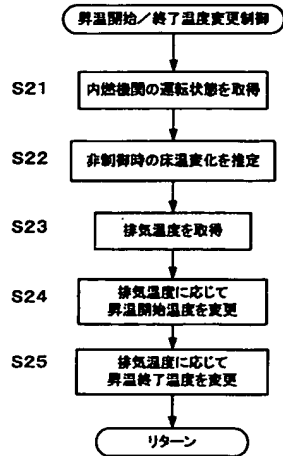 昇温開始／終了温度変更制御
S21
内燃機関の運転状態を取得
S22
非制御時の床温変化を推定
S23
排気温度を取得
S24
排気温度に応じて
昇温開始温度を変更
S25
排気温度に応じて
昇温終了温度を変更
リターン